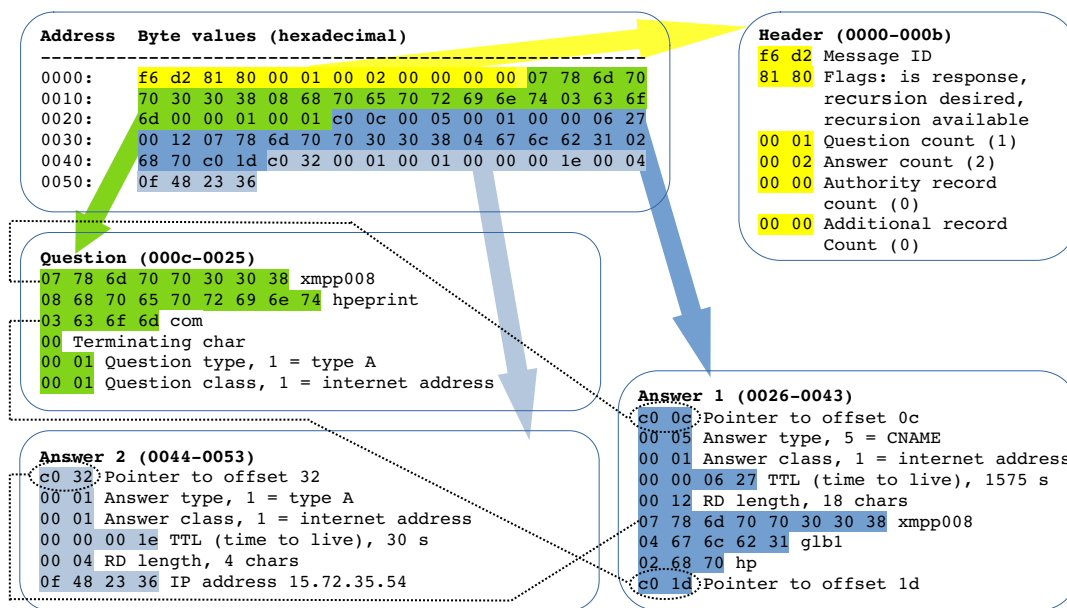 Address Byte values (hexadecimal)
------------------------------------------------------------
0000: f6 d2 81 80 00 01 00 02 00 00 00 00 07 78 6d 70
0010: 70 30 30 38 08 68 70 65 70 72 69 6e 74 03 63 6f
0020: 6d 00 00 01 00 01 c0 0c 00 05 00 01 00 00 06 27
0030: 00 12 07 78 6d 70 70 30 30 38 04 67 6c 62 31 02
0040: 68 70 c0 1d c0 32 00 01 00 01 00 00 00 1e 00 04
0050: 0f 48 23 36
Header (0000-000b)
f6 d2 Message ID
81 80 Flags: is response,
recursion desired,
recursion available
00 01 Question count (1)
00 02 Answer count (2)
00 00 Authority record
count (0)
00 00 Additional record
Count (0)
Question (000c-0025)
07 78 6d 70 70 30 30 38 xmpp008
08 68 70 65 70 72 69 6e 74 hpeprint
03 63 6f 6d com
00 Terminating char
00 01 Question type, 1 = type A
00 01 Question class, 1 = internet address
Answer 1 (0026-0043)
c0 0c Pointer to offset 0c
00 05 Answer type, 5 = CNAME
00 01 Answer class, 1 = internet address
00 00 06 27 TTL (time to live), 1575 s
00 12 RD length, 18 chars
07 78 6d 70 70 30 30 38 xmpp008
04 67 6c 62 31 glb1
02 68 70 hp
c0 1d Pointer to offset 1d
Answer 2 (0044-0053)
c0 32 Pointer to offset 32
00 01 Answer type, 1 = type A
00 01 Answer class, 1 = internet address
00 00 00 1e TTL (time to live), 30 s
00 04 RD length, 4 chars
0f 48 23 36 IP address 15.72.35.54